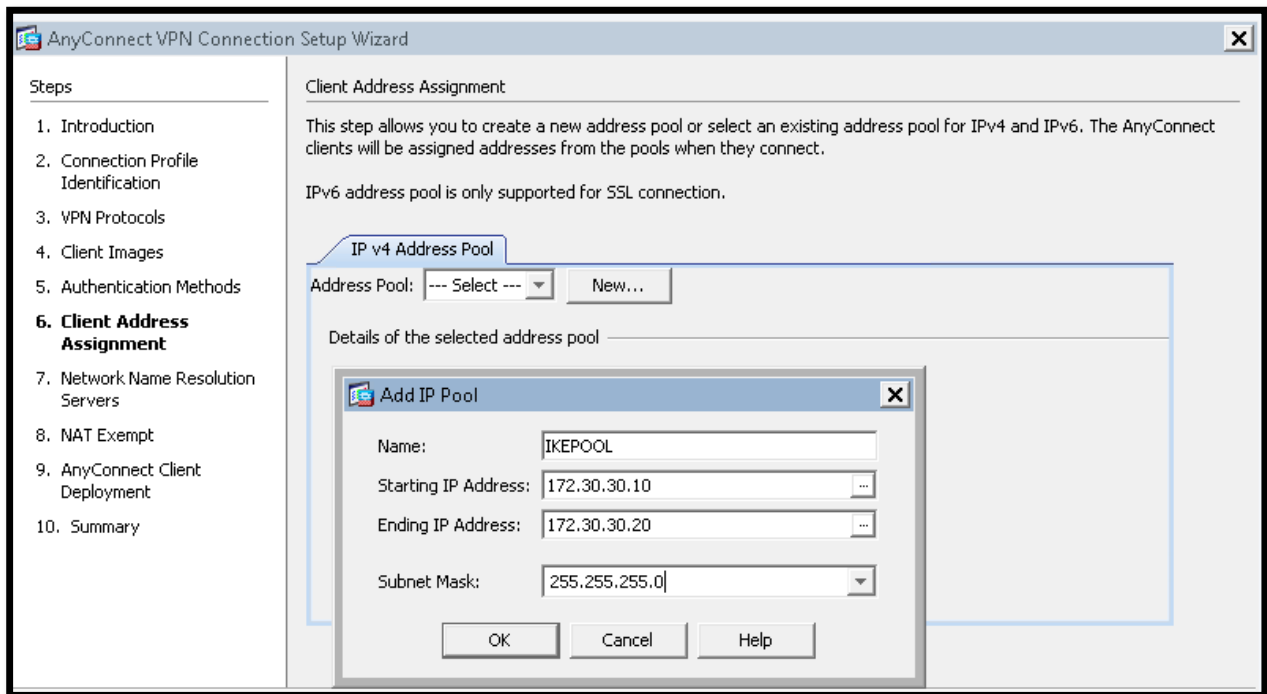 AnyConnect VPN Connection Setup Wizard
Steps
1. Introduction
2. Connection Profile
Identification
3. VPN Protocols
4. Client Images
5. Authentication Methods
6. Client Address
Assignment
7. Network Name Resolution
Servers
8. NAT Exempt
9. AnyConnect Client
Deployment
10. Summary
Client Address Assignment
This step allows you to create a new address pool or select an existing address pool for IPv4 and IPv6. The AnyConnect
clients will be assigned addresses from the pools when they connect.
IPv6 address pool is only supported for SSL connection.
IP v4 Address Pool
Address Pool: --- Select --- New...
Details of the selected address pool
Add IP Pool
Name: IKEPOOL
Starting IP Address: 172.30.30.10 ...
Ending IP Address: 172.30.30.20 ...
Subnet Mask: 255.255.255.0
OK Cancel Help